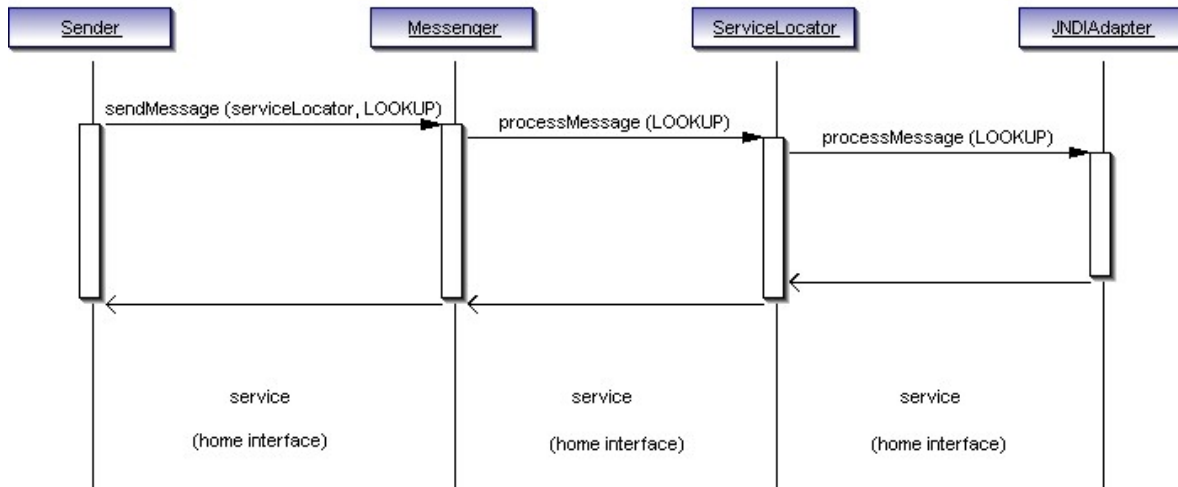 Sender
Messenger
ServiceLocator
JNDIAdapter
sendMessage (serviceLocator, LOOKUP)
processMessage (LOOKUP)
processMessage (LOOKUP)
service
(home interface)
service
(home interface)
service
(home interface)